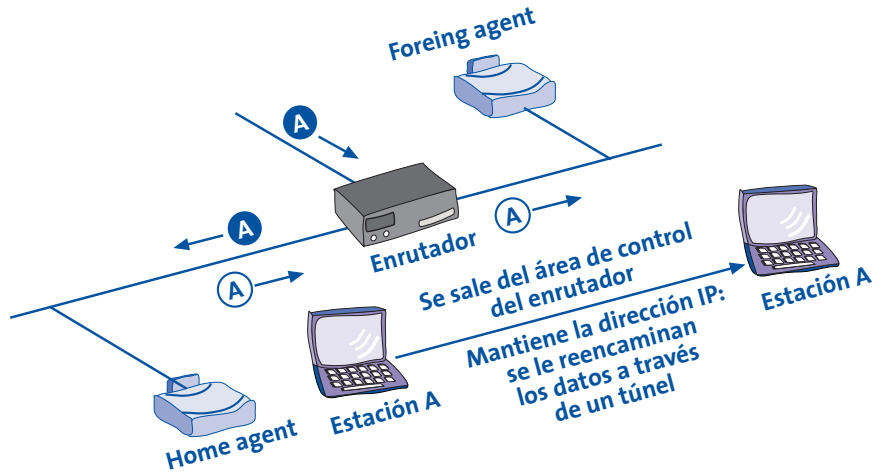 Foreing agent
A
A
A
Enrutador
A
Se sale del área de control
del enrutador
Mantiene la dirección IP:
se le reencaminan
los datos a través
de un túnel
Estación A
Estación A
Home agent